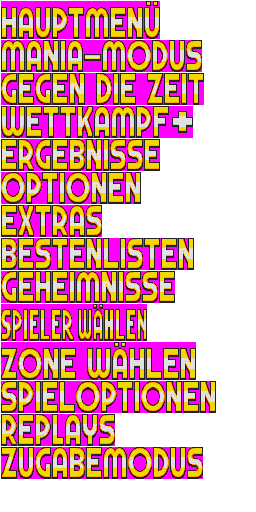 HAUPTMENÜ
MANIA-MODUS
GEGEN DIE ZEIT
WETTKAMPF+
ERGEBNISSE
OPTIONEN
EXTRAS
BESTENLISTEN
GEHEIMNISSE
SPIELER WÄHLEN
ZONE WÄHLEN
SPIELOPTIONEN
REPLAYS
ZUGABEMODUS